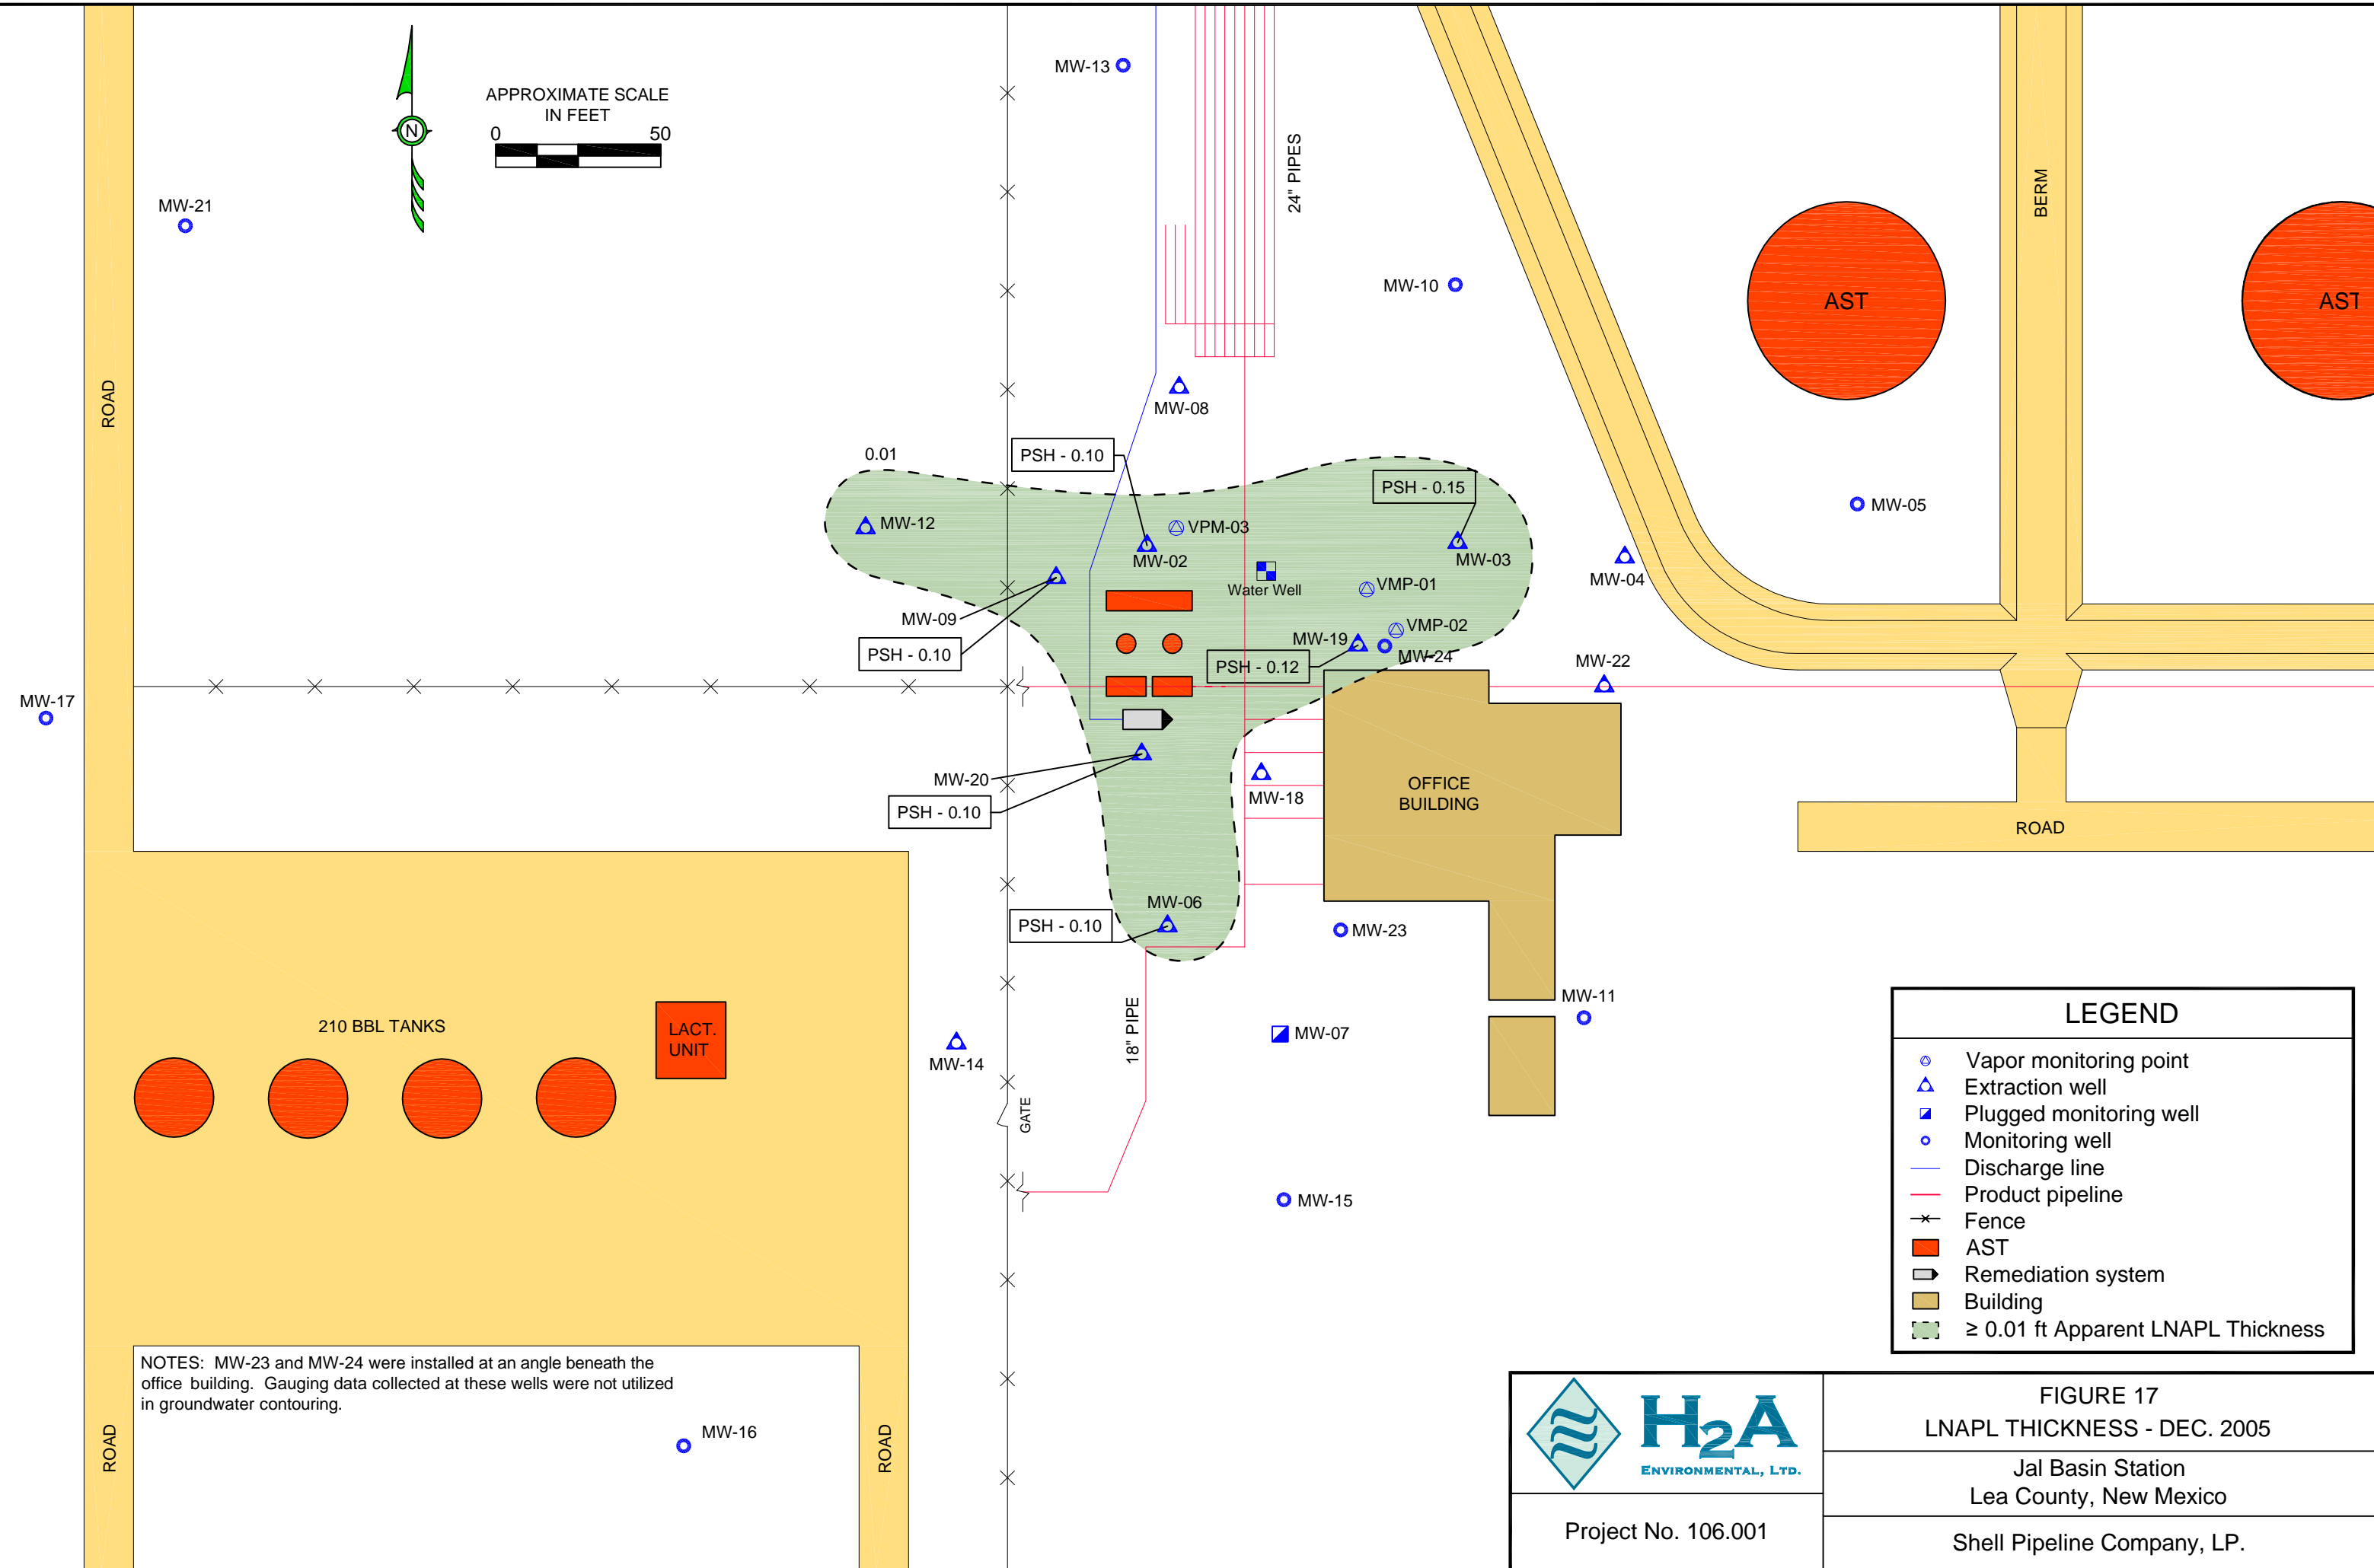 MW-13
APPROXIMATE SCALE
IN FEET
0 50
N
24" PIPES
BERM
MW-21
MW-10
AST
AST
ROAD
MW-08
0.01
PSH - 0.10
PSH - 0.15
MW-12
VPM-03
MW-05
MW-02
MW-03
MW-04
Water Well
VMP-01
MW-09
VMP-02
MW-19
PSH - 0.10
PSH - 0.12
MW-24
MW-22
MW-17
MW-20
PSH - 0.10
MW-18
OFFICE
BUILDING
ROAD
MW-06
PSH - 0.10
MW-23
MW-11
210 BBL TANKS
LACT.
UNIT
MW-14
18" PIPE
MW-07
GATE
MW-15
LEGEND
Vapor monitoring point
Extraction well
Plugged monitoring well
Monitoring well
Discharge line
Product pipeline
Fence
AST
Remediation system
Building
≥ 0.01 ft Apparent LNAPL Thickness
NOTES: MW-23 and MW-24 were installed at an angle beneath the
office building. Gauging data collected at these wells were not utilized
in groundwater contouring.
ROAD
MW-16
ROAD
H2A
ENVIRONMENTAL, LTD.
Project No. 106.001
FIGURE 17
LNAPL THICKNESS - DEC. 2005
Jal Basin Station
Lea County, New Mexico
Shell Pipeline Company, LP.